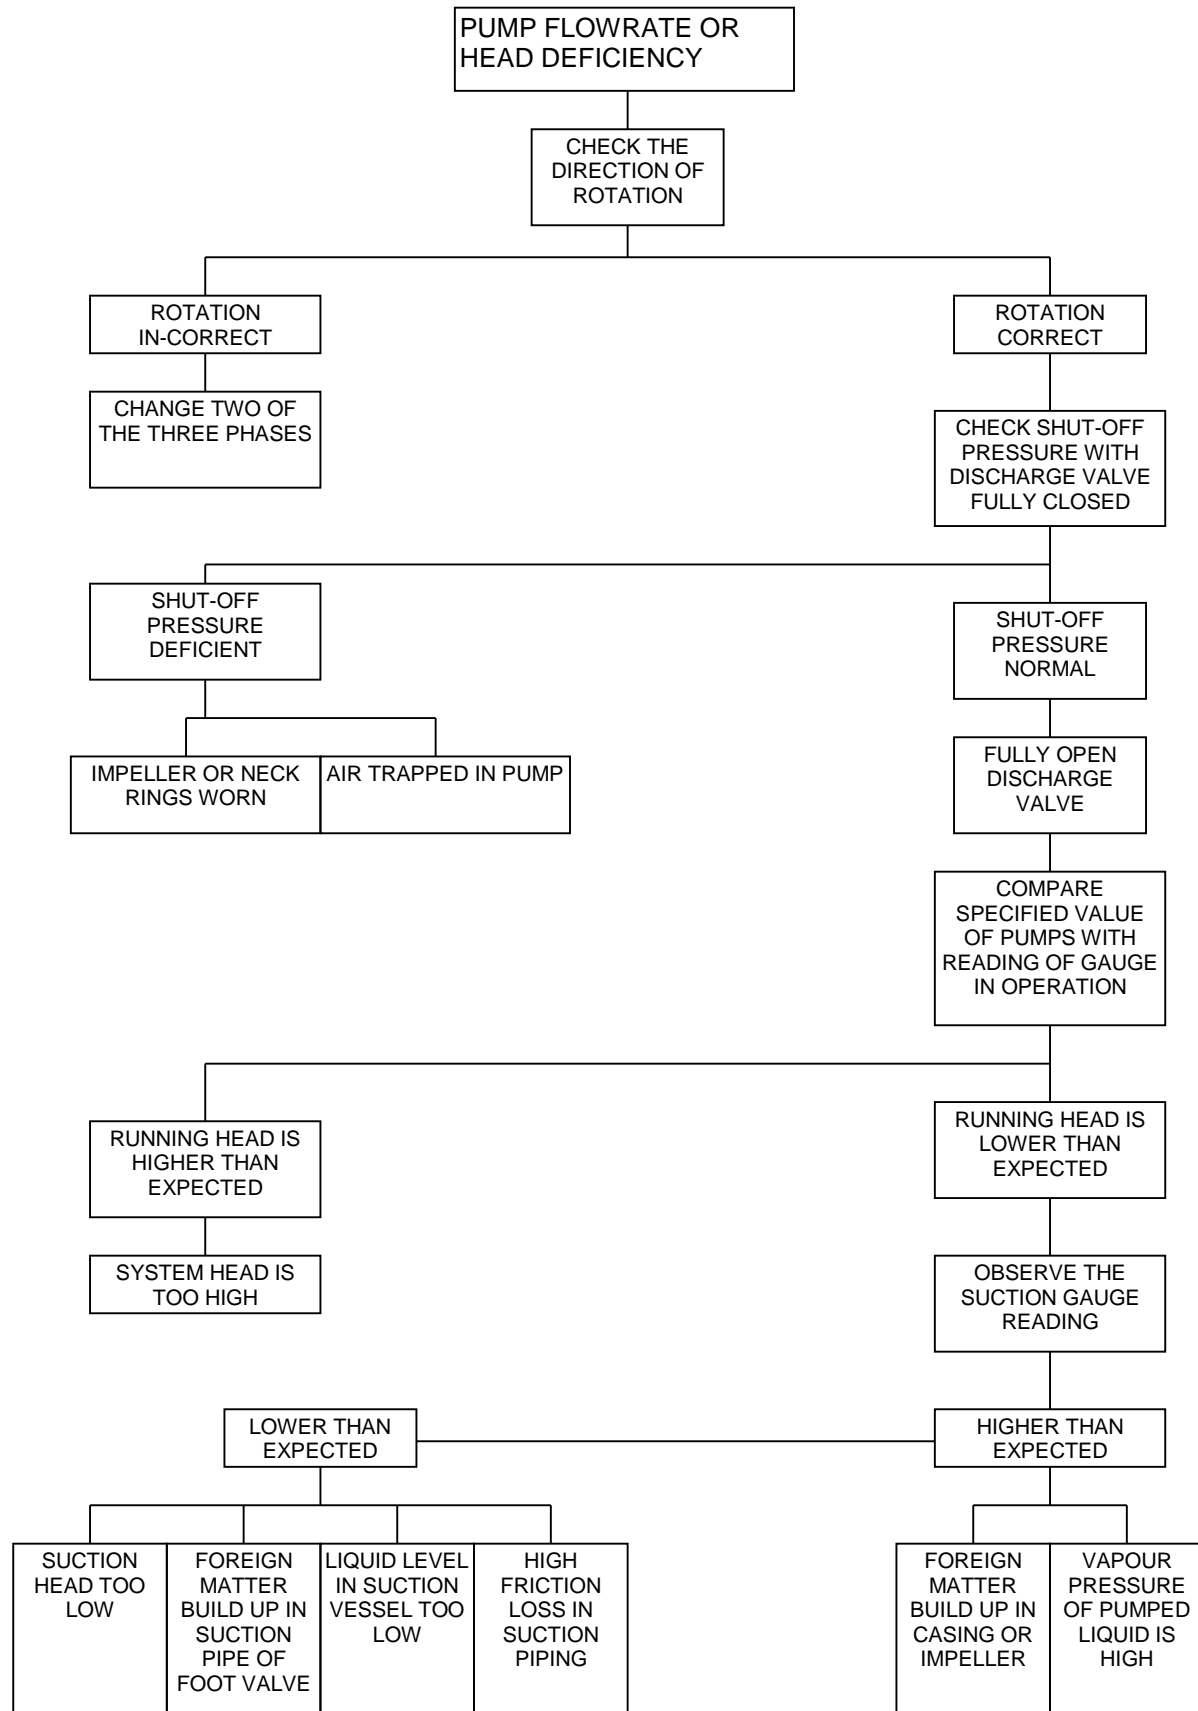 PUMP FLOWRATE OR
HEAD DEFICIENCY
CHECK THE
DIRECTION OF
ROTATION
ROTATION
IN-CORRECT
ROTATION
CORRECT
CHANGE TWO OF
THE THREE PHASES
CHECK SHUT-OFF
PRESSURE WITH
DISCHARGE VALVE
FULLY CLOSED
SHUT-OFF
PRESSURE
DEFICIENT
SHUT-OFF
PRESSURE
NORMAL
IMPELLER OR NECK
RINGS WORN
AIR TRAPPED IN PUMP
FULLY OPEN
DISCHARGE
VALVE
COMPARE
SPECIFIED VALUE
OF PUMPS WITH
READING OF GAUGE
IN OPERATION
RUNNING HEAD IS
HIGHER THAN
EXPECTED
RUNNING HEAD IS
LOWER THAN
EXPECTED
SYSTEM HEAD IS
TOO HIGH
OBSERVE THE
SUCTION GAUGE
READING
LOWER THAN
EXPECTED
HIGHER THAN
EXPECTED
SUCTION
HEAD TOO
LOW
FOREIGN
MATTER
BUILD UP IN
SUCTION
PIPE OF
FOOT VALVE
LIQUID LEVEL
IN SUCTION
VESSEL TOO
LOW
HIGH
FRICTION
LOSS IN
SUCTION
PIPING
FOREIGN
MATTER
BUILD UP IN
CASING OR
IMPELLER
VAPOUR
PRESSURE
OF PUMPED
LIQUID IS
HIGH